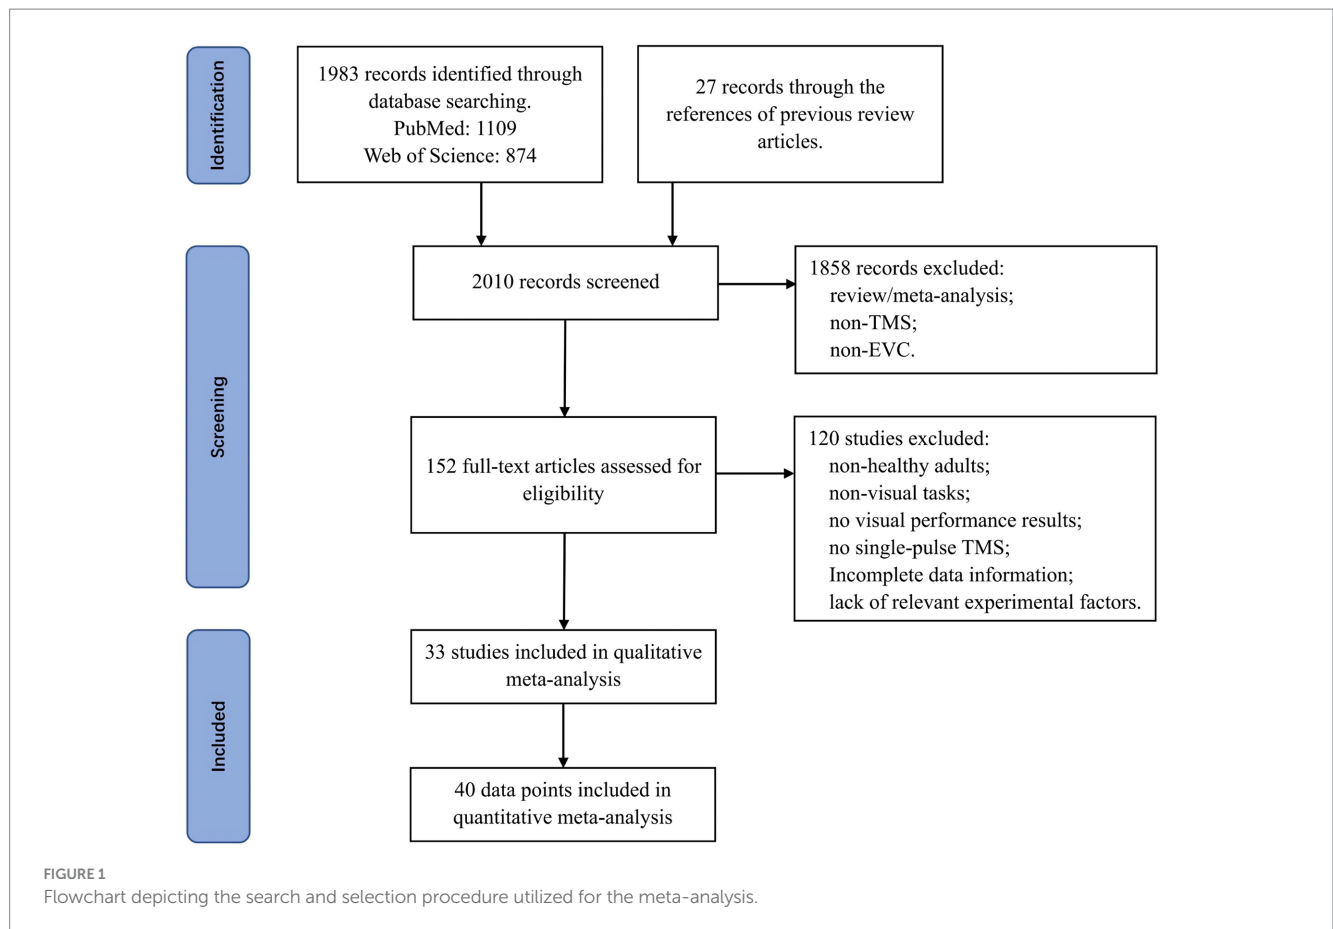 Identification
1983 records identified through
database searching.
PubMed: 1109
Web of Science: 874
27 records through the
references of previous review
articles.
Screening
2010 records screened
1858 records excluded:
review/meta-analysis;
non-TMS;
non-EVC.
152 full-text articles assessed for
eligibility
120 studies excluded:
non-healthy adults;
non-visual tasks;
no visual performance results;
no single-pulse TMS;
Incomplete data information;
lack of relevant experimental factors.
Included
33 studies included in qualitative
meta-analysis
40 data points included in
quantitative meta-analysis
FIGURE 1
Flowchart depicting the search and selection procedure utilized for the meta-analysis.